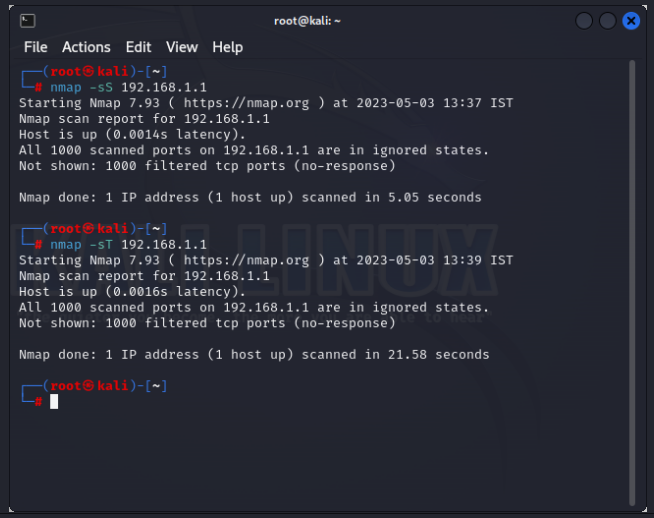 root@kali: ~
File Actions Edit View Help
┌──(root㉿kali)-[~]
└─# nmap -sS 192.168.1.1
Starting Nmap 7.93 ( https://nmap.org ) at 2023-05-03 13:37 IST
Nmap scan report for 192.168.1.1
Host is up (0.0014s latency).
All 1000 scanned ports on 192.168.1.1 are in ignored states.
Not shown: 1000 filtered tcp ports (no-response)
Nmap done: 1 IP address (1 host up) scanned in 5.05 seconds
┌──(root㉿kali)-[~]
└─# nmap -sT 192.168.1.1
Starting Nmap 7.93 ( https://nmap.org ) at 2023-05-03 13:39 IST
Nmap scan report for 192.168.1.1
Host is up (0.0016s latency).
All 1000 scanned ports on 192.168.1.1 are in ignored states.
Not shown: 1000 filtered tcp ports (no-response)
Nmap done: 1 IP address (1 host up) scanned in 21.58 seconds
┌──(root㉿kali)-[~]
└─#
LINUX